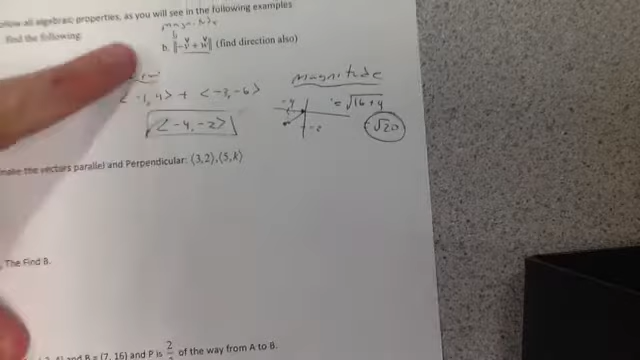 ollow all algebraic properties, as you will see in the following examples
Find the following.
magnitude
b. ‖-v + w‖ (find direction also)
magnitude
⟨-1, 4⟩ + ⟨-3, -6⟩
⟨-4, -2⟩
-4
-2
= √16+4
= √20
make the vectors parallel and Perpendicular: ⟨3,2⟩, ⟨5,k⟩
The Find B.
and B = (7, 16) and P is 2/ of the way from A to B.